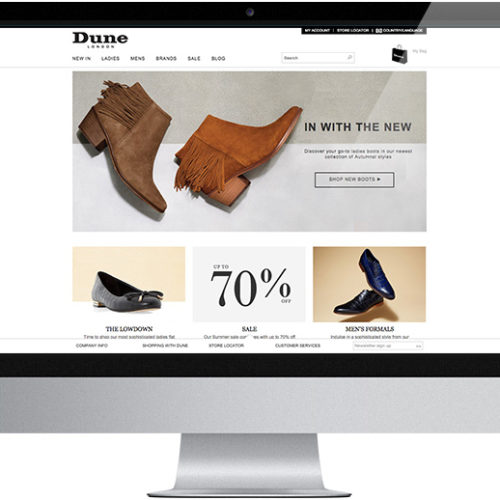 Dune
LONDON
MY ACCOUNT | STORE LOCATOR | COUNTRY/LANGUAGE
NEW IN LADIES MENS BRANDS SALE BLOG
Search
My Bag
IN WITH THE NEW
Discover your go-to ladies boots in our newest
collection of Autumnal styles
SHOP NEW BOOTS
UP TO
70%
OFF
THE LOWDOWN
Time to shop our most sophisticated ladies flat
SALE
Our Summer sale con es with up to 70% off
MEN'S FORMALS
Indulge in a sophisticated style from our
COMPANY INFO SHOPPING WITH DUNE STORE LOCATOR CUSTOMER SERVICES
Newsletter sign up